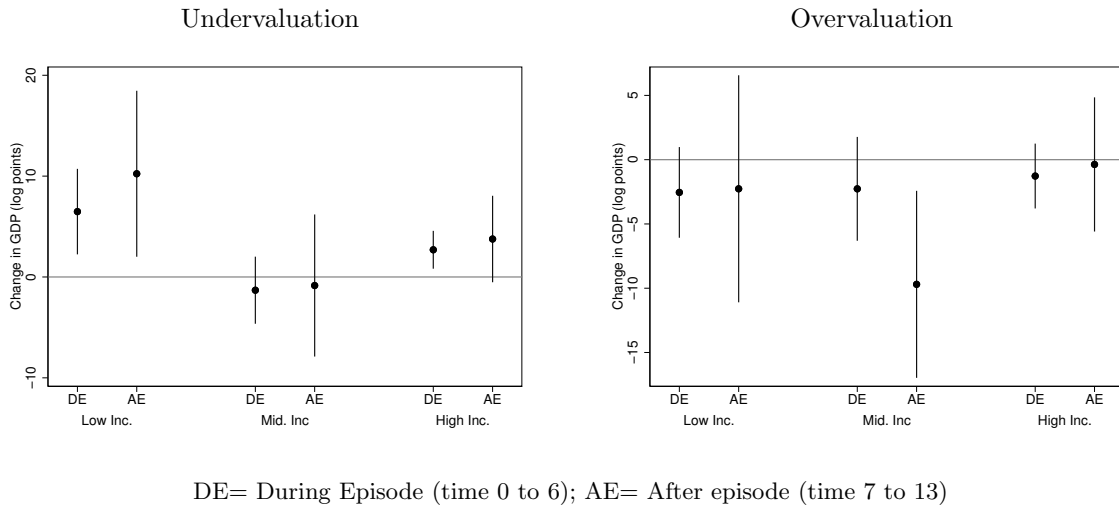 Undervaluation
Change in GDP (log points)
20
10
0
−10
DE AE DE AE DE AE
Low Inc. Mid. Inc High Inc.
Overvaluation
Change in GDP (log points)
5
0
−5
−10
−15
DE AE DE AE DE AE
Low Inc. Mid. Inc High Inc.
DE= During Episode (time 0 to 6); AE= After episode (time 7 to 13)